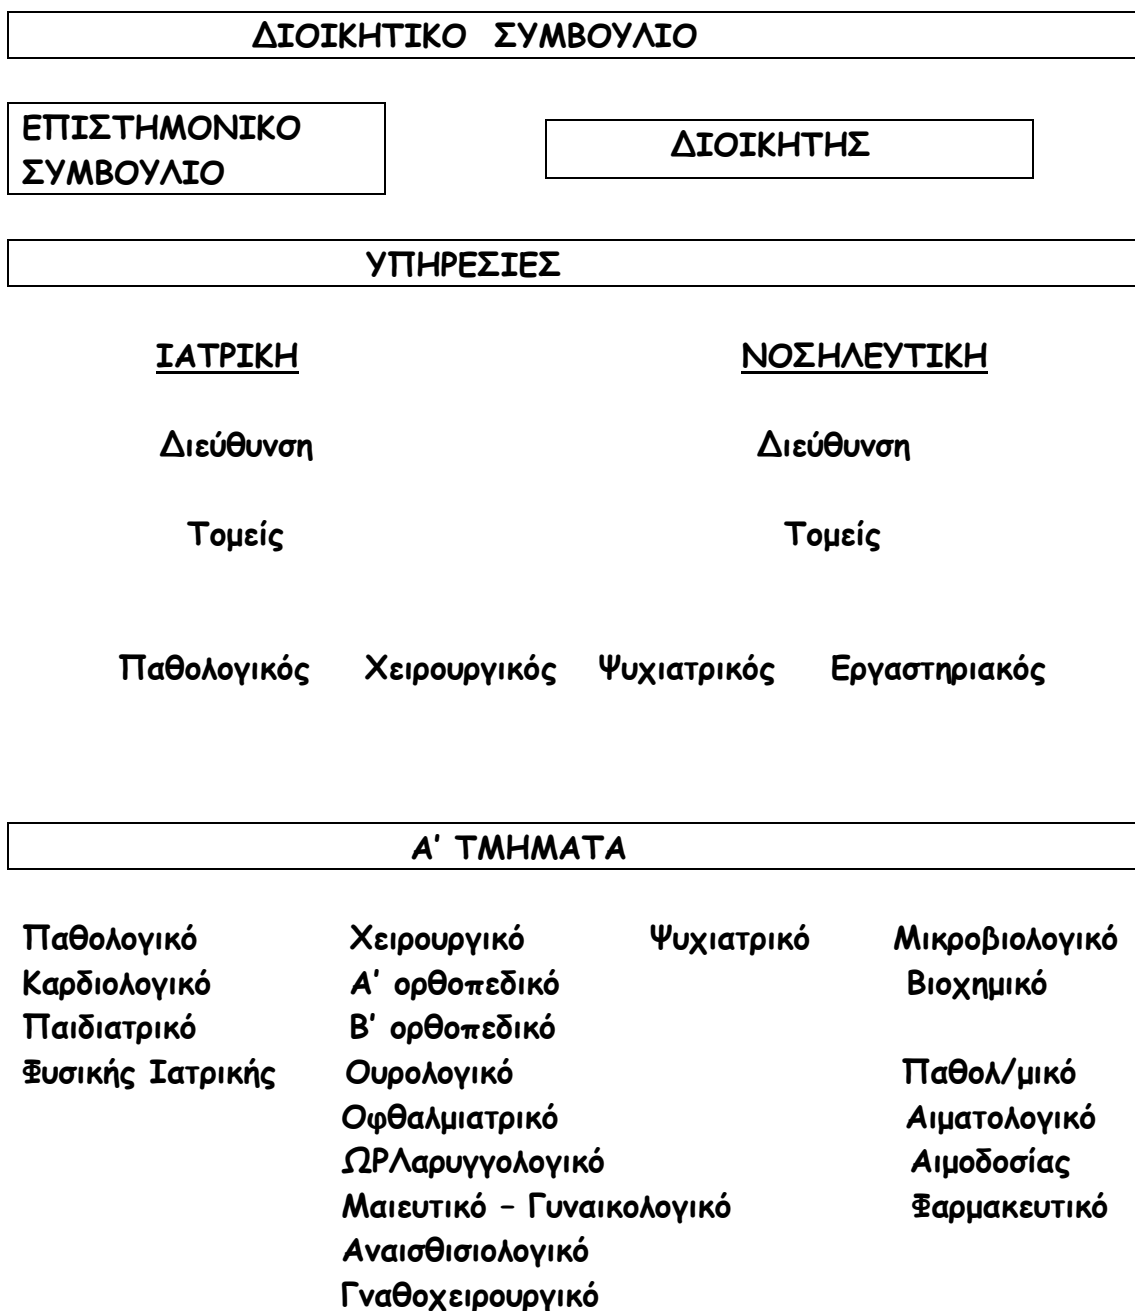 ΔΙΟΙΚΗΤΙΚΟ ΣΥΜΒΟΥΛΙΟ
ΕΠΙΣΤΗΜΟΝΙΚΟ
ΣΥΜΒΟΥΛΙΟ
ΔΙΟΙΚΗΤΗΣ
ΥΠΗΡΕΣΙΕΣ
ΙΑΤΡΙΚΗ ΝΟΣΗΛΕΥΤΙΚΗ
Διεύθυνση Διεύθυνση
Τομείς Τομείς
Παθολογικός Χειρουργικός Ψυχιατρικός Εργαστηριακός
Α’ ΤΜΗΜΑΤΑ
Παθολογικό Χειρουργικό Ψυχιατρικό Μικροβιολογικό
Καρδιολογικό Α’ ορθοπεδικό Βιοχημικό
Παιδιατρικό Β’ ορθοπεδικό
Φυσικής Ιατρικής Ουρολογικό Παθολ/μικό
Οφθαλμιατρικό Αιματολογικό
ΩΡΛαρυγγολογικό Αιμοδοσίας
Μαιευτικό – Γυναικολογικό Φαρμακευτικό
Αναισθισιολογικό
Γναθοχειρουργικό